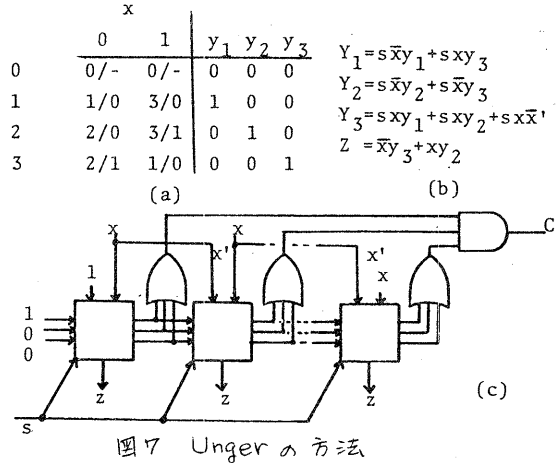 x
0 1 y₁ y₂ y₃
0 0/- 0/- 0 0 0
1 1/0 3/0 1 0 0
2 2/0 3/1 0 1 0
3 2/1 1/0 0 0 1
(a)
Y₁=sx̄y₁+sxy₃
Y₂=sx̄y₂+sx̄y₃
Y₃=sxy₁+sxy₂+sxx̄'
Z =x̄y₃+xy₂
(b)
C
x x
x' x'
1 x
1
0
0
z z z
(c)
s
図7 Ungerの方法